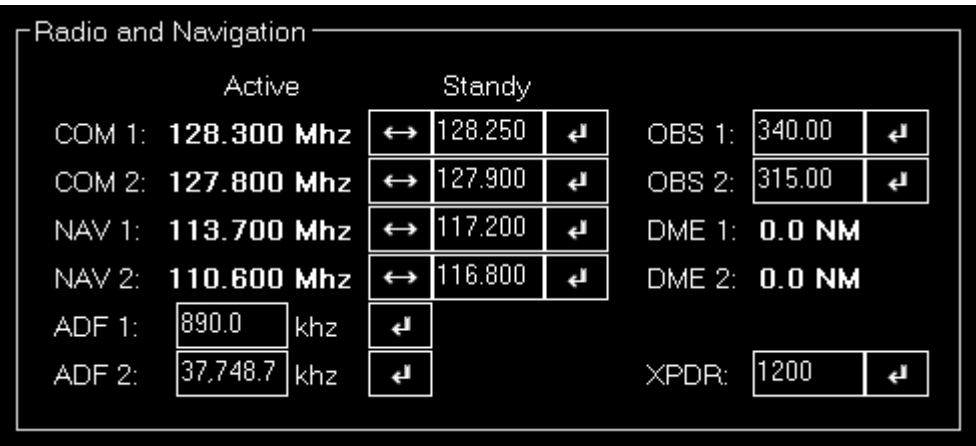 Radio and Navigation
Active Standy
COM 1: 128.300 Mhz ↔ 128.250 ↵ OBS 1: 340.00 ↵
COM 2: 127.800 Mhz ↔ 127.900 ↵ OBS 2: 315.00 ↵
NAV 1: 113.700 Mhz ↔ 117.200 ↵ DME 1: 0.0 NM
NAV 2: 110.600 Mhz ↔ 116.800 ↵ DME 2: 0.0 NM
ADF 1: 890.0 khz ↵
ADF 2: 37,748.7 khz ↵ XPDR: 1200 ↵